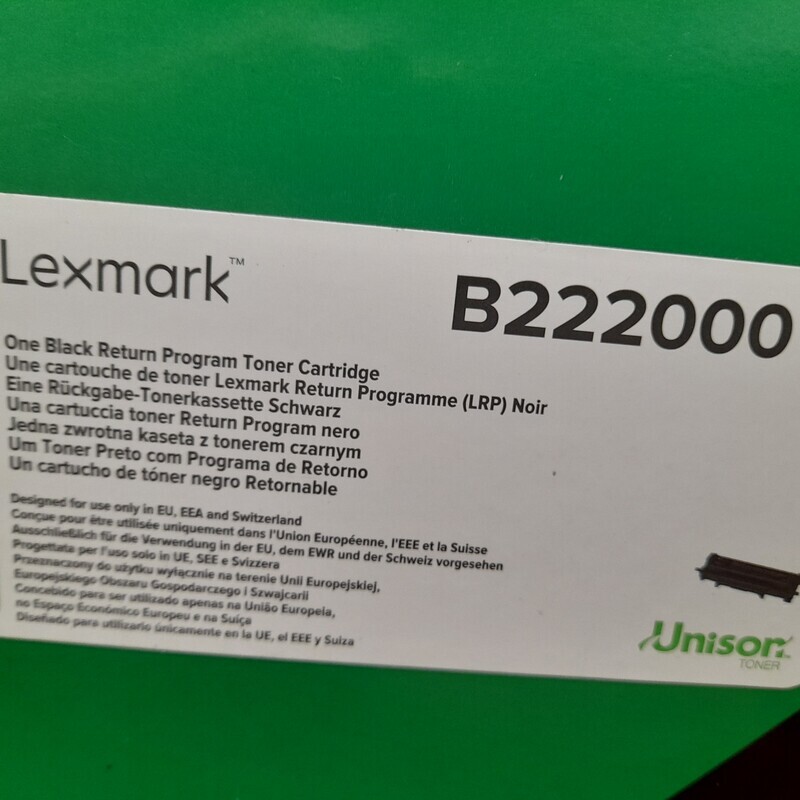 Lexmark™
B222000
One Black Return Program Toner Cartridge
Une cartouche de toner Lexmark Return Programme (LRP) Noir
Eine Rückgabe-Tonerkassette Schwarz
Una cartuccia toner Return Program nero
Jedna zwrotna kaseta z tonerem czarnym
Um Toner Preto com Programa de Retorno
Un cartucho de tóner negro Retornable
Designed for use only in EU, EEA and Switzerland
Conçue pour être utilisée uniquement dans l'Union Européenne, l'EEE et la Suisse
Ausschließlich für die Verwendung in der EU, dem EWR und der Schweiz vorgesehen
Progettata per l'uso solo in UE, SEE e Svizzera
Przeznaczony do użytku wyłącznie na terenie Unii Europejskiej,
Europejskiego Obszaru Gospodarczego i Szwajcarii
Concebido para ser utilizado apenas na União Europeia,
no Espaço Económico Europeu e na Suíça
Diseñado para utilizarlo únicamente en la UE, el EEE y Suiza
Unison™
TONER